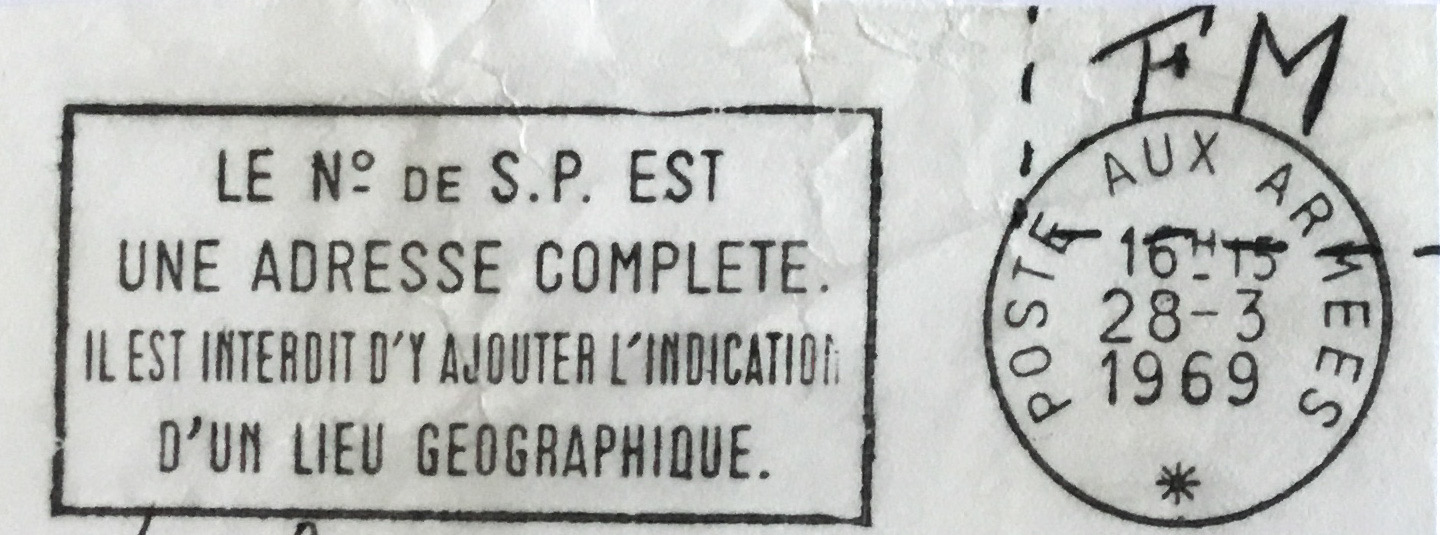 FM
LE Nº DE S.P. EST
UNE ADRESSE COMPLETE.
IL EST INTERDIT D'Y AJOUTER L'INDICATION
D'UN LIEU GEOGRAPHIQUE.
POSTE AUX ARMEES
16H15
28-3
1969
*